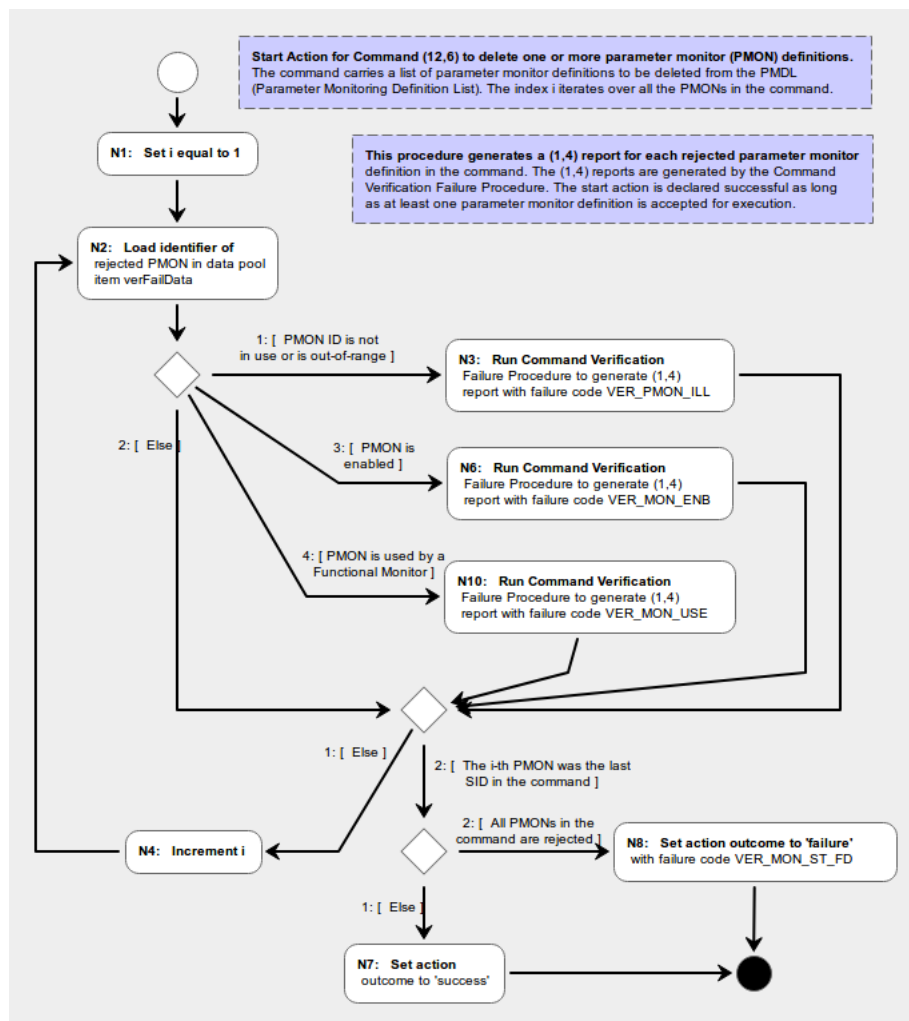 Start Action for Command (12,6) to delete one or more parameter monitor (PMON) definitions.
The command carries a list of parameter monitor definitions to be deleted from the PMDL
(Parameter Monitoring Definition List). The index i iterates over all the PMONs in the command.
N1: Set i equal to 1
This procedure generates a (1,4) report for each rejected parameter monitor
definition in the command. The (1,4) reports are generated by the Command
Verification Failure Procedure. The start action is declared successful as long
as at least one parameter monitor definition is accepted for execution.
N2: Load identifier of
rejected PMON in data pool
item verFailData
1: [ PMON ID is not
in use or is out-of-range ]
N3: Run Command Verification
Failure Procedure to generate (1,4)
report with failure code VER_PMON_ILL
2: [ Else ]
3: [ PMON is
enabled ]
N6: Run Command Verification
Failure Procedure to generate (1,4)
report with failure code VER_MON_ENB
4: [ PMON is used by a
Functional Monitor ]
N10: Run Command Verification
Failure Procedure to generate (1,4)
report with failure code VER_MON_USE
1: [ Else ]
2: [ The i-th PMON was the last
SID in the command ]
2: [ All PMONs in the
command are rejected ]
N4: Increment i
N8: Set action outcome to 'failure'
with failure code VER_MON_ST_FD
1: [ Else ]
N7: Set action
outcome to 'success'